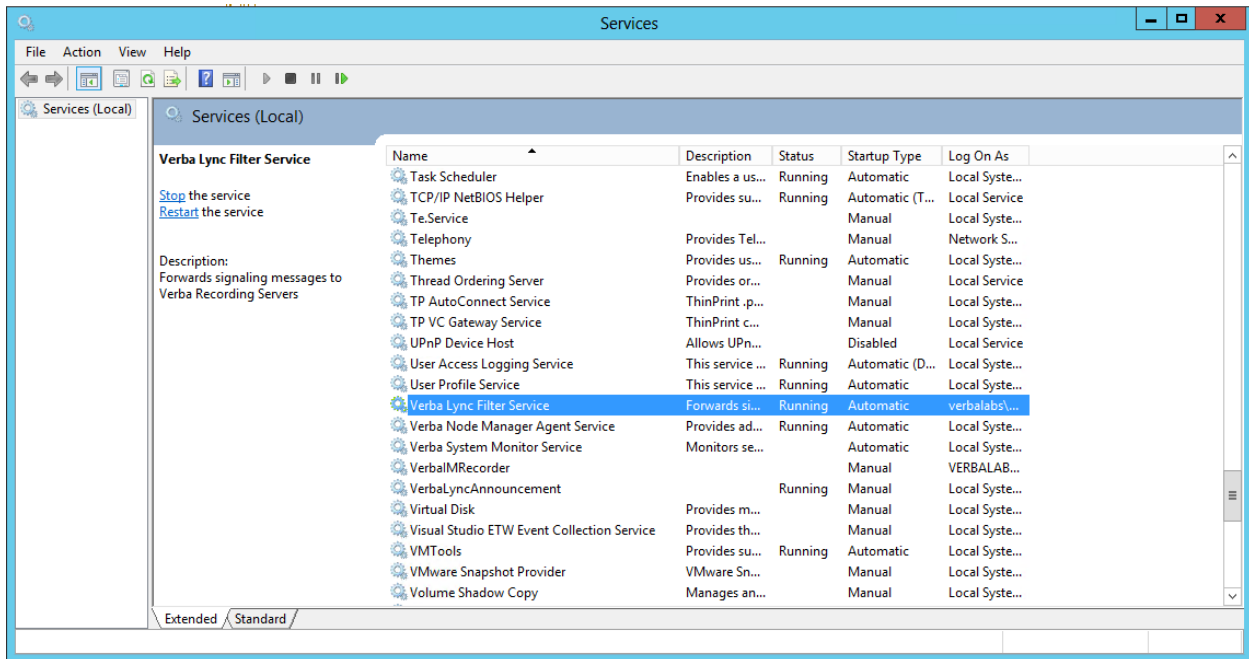 Services
File Action View Help
Services (Local)
Services (Local)
Verba Lync Filter Service
Stop the service
Restart the service
Description:
Forwards signaling messages to
Verba Recording Servers
Name Description Status Startup Type Log On As
Task Scheduler Enables a us... Running Automatic Local Syste...
TCP/IP NetBIOS Helper Provides su... Running Automatic (T... Local Service
Te.Service Manual Local Syste...
Telephony Provides Tel... Manual Network S...
Themes Provides us... Running Automatic Local Syste...
Thread Ordering Server Provides or... Manual Local Service
TP AutoConnect Service ThinPrint .p... Manual Local Syste...
TP VC Gateway Service ThinPrint c... Manual Local Syste...
UPnP Device Host Allows UPn... Disabled Local Service
User Access Logging Service This service ... Running Automatic (D... Local Syste...
User Profile Service This service ... Running Automatic Local Syste...
Verba Lync Filter Service Forwards si... Running Automatic verbalabs\...
Verba Node Manager Agent Service Provides ad... Running Automatic Local Syste...
Verba System Monitor Service Monitors se... Automatic Local Syste...
VerbaIMRecorder Manual VERBALAB...
VerbaLyncAnnouncement Running Manual Local Syste...
Virtual Disk Provides m... Manual Local Syste...
Visual Studio ETW Event Collection Service Provides th... Manual Local Syste...
VMTools Provides su... Running Automatic Local Syste...
VMware Snapshot Provider VMware Sn... Manual Local Syste...
Volume Shadow Copy Manages an... Manual Local Syste...
Extended Standard